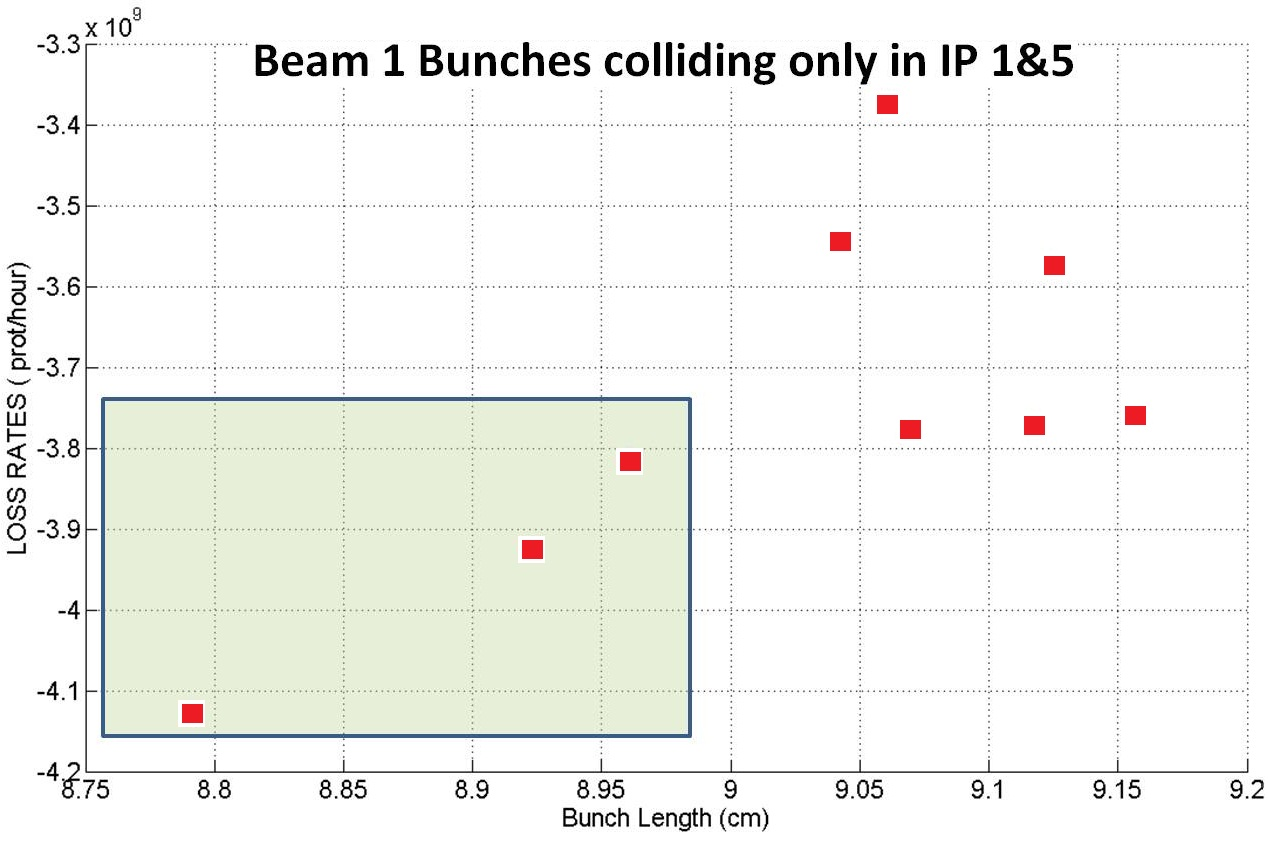 x 10^9
Beam 1 Bunches colliding only in IP 1&5
-3.3
-3.4
-3.5
-3.6
-3.7
-3.8
-3.9
-4
-4.1
-4.2
LOSS RATES ( prot/hour)
8.75 8.8 8.85 8.9 8.95 9 9.05 9.1 9.15 9.2
Bunch Length (cm)